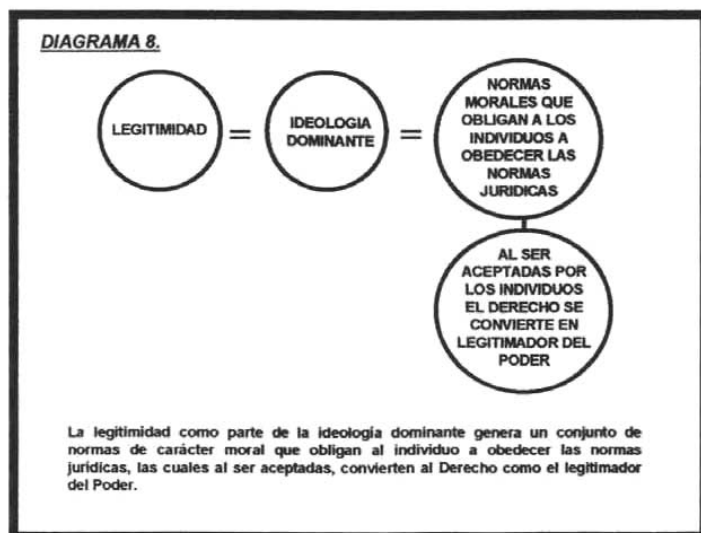 DIAGRAMA 8.
LEGITIMIDAD
=
IDEOLOGIA
DOMINANTE
=
NORMAS
MORALES QUE
OBLIGAN A LOS
INDIVIDUOS A
OBEDECER LAS
NORMAS
JURIDICAS
AL SER
ACEPTADAS POR
LOS INDIVIDUOS
EL DERECHO SE
CONVIERTE EN
LEGITIMADOR DEL
PODER
La legitimidad como parte de la ideología dominante genera un conjunto de
normas de carácter moral que obligan al individuo a obedecer las normas
jurídicas, las cuales al ser aceptadas, convierten al Derecho como el legitimador
del Poder.